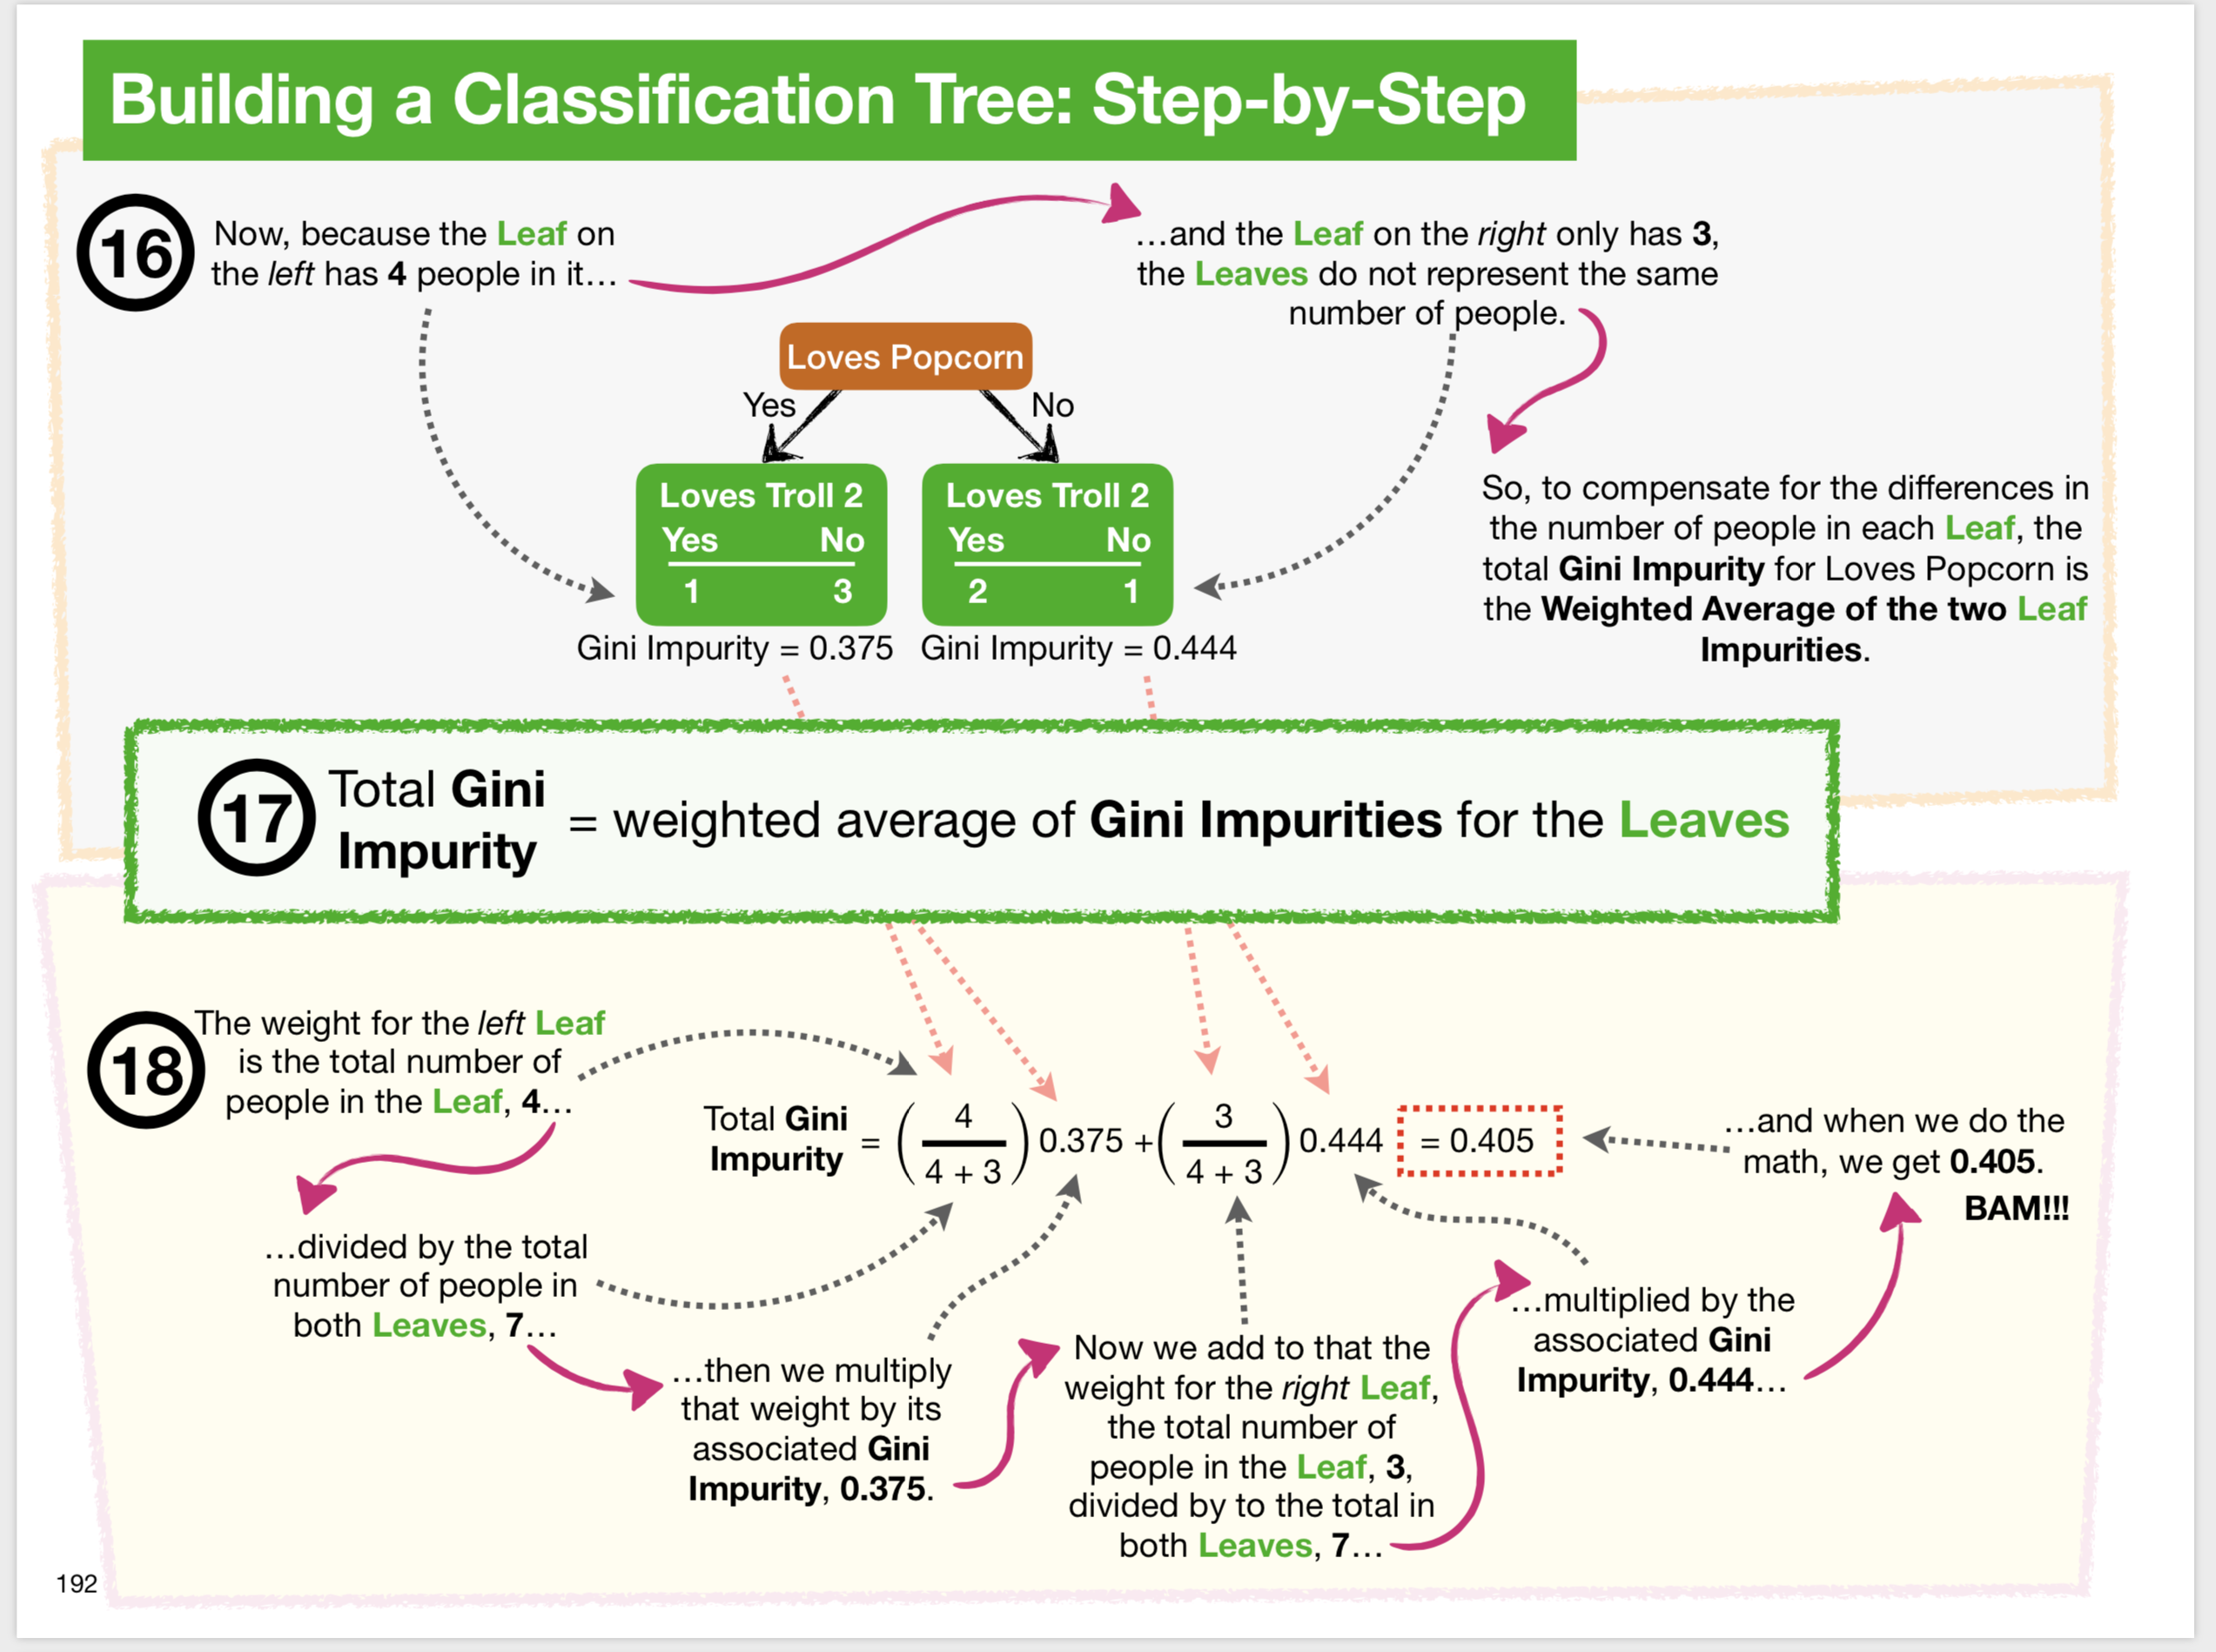 Building a Classification Tree: Step-by-Step
16
Now, because the Leaf on
the left has 4 people in it…
…and the Leaf on the right only has 3,
the Leaves do not represent the same
number of people.
Loves Popcorn
Yes
No
Loves Troll 2
Yes No
1 3
Gini Impurity = 0.375
Loves Troll 2
Yes No
2 1
Gini Impurity = 0.444
So, to compensate for the differences in
the number of people in each Leaf, the
total Gini Impurity for Loves Popcorn is
the Weighted Average of the two Leaf
Impurities.
17
Total Gini
Impurity
= weighted average of Gini Impurities for the Leaves
18
The weight for the left Leaf
is the total number of
people in the Leaf, 4…
…divided by the total
number of people in
both Leaves, 7…
Total Gini
Impurity
= (4 / 4 + 3) 0.375 + (3 / 4 + 3) 0.444 = 0.405
…then we multiply
that weight by its
associated Gini
Impurity, 0.375.
Now we add to that the
weight for the right Leaf,
the total number of
people in the Leaf, 3,
divided by to the total in
both Leaves, 7…
…multiplied by the
associated Gini
Impurity, 0.444…
…and when we do the
math, we get 0.405.
BAM!!!
192